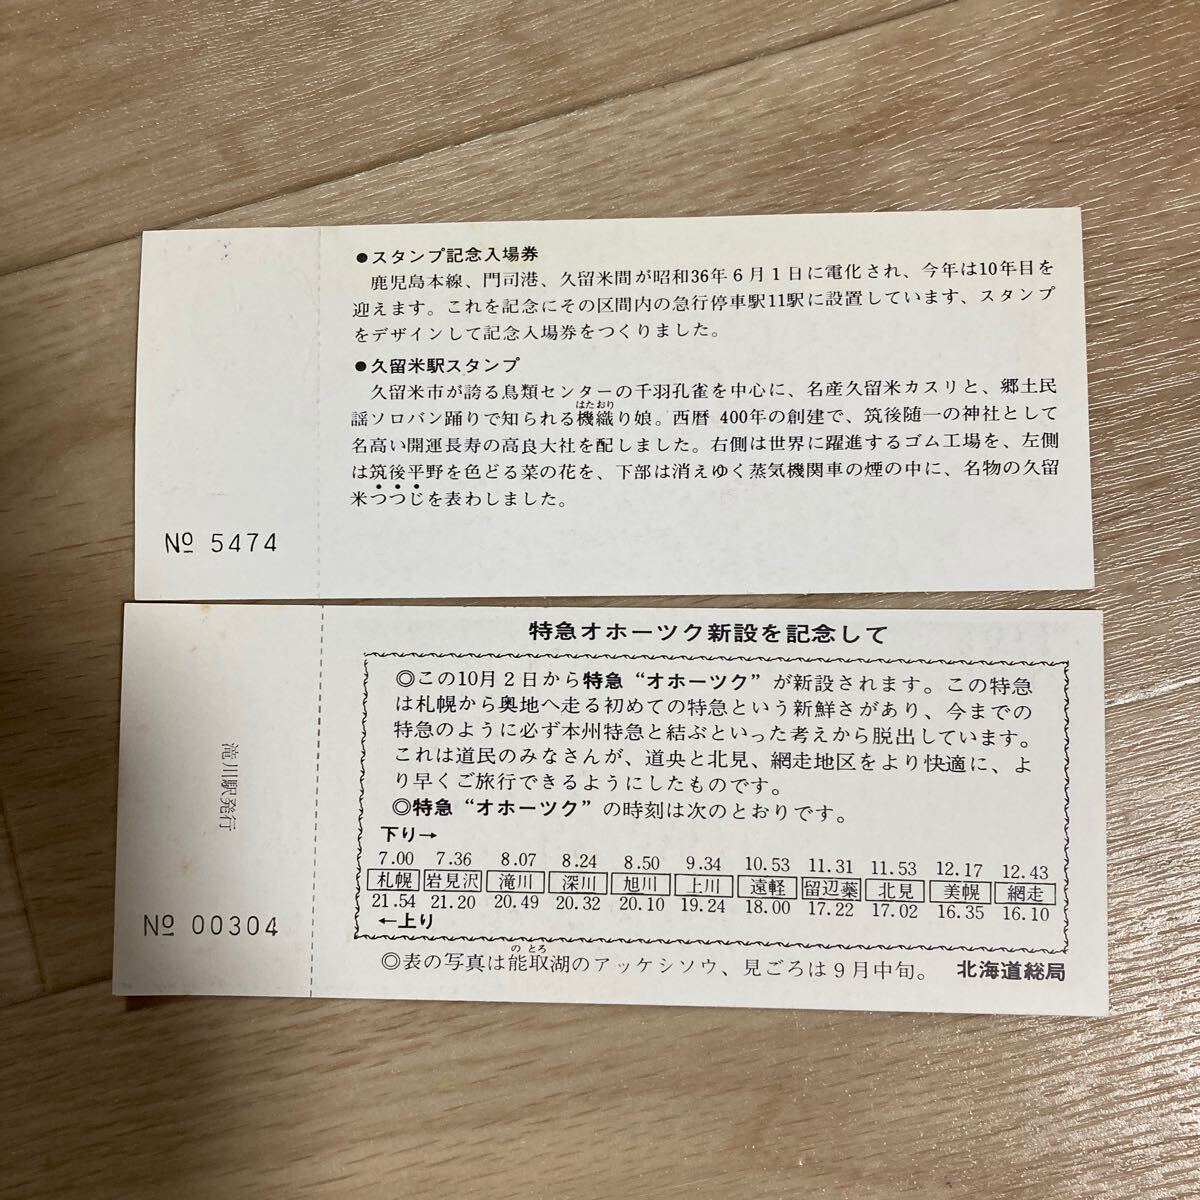 ●スタンプ記念入場券
鹿児島本線、門司港、久留米間が昭和36年6月1日に電化され、今年は10年目を
迎えます。これを記念にその区間内の急行停車駅11駅に設置しています、スタンプ
をデザインして記念入場券をつくりました。
●久留米駅スタンプ
久留米市が誇る鳥類センターの千羽孔雀を中心に、名産久留米カスリと、郷土民
はたおり
謡ソロバン踊りで知られる機織り娘。西暦 400年の創建で、筑後随一の神社として
名高い開運長寿の高良大社を配しました。右側は世界に躍進するゴム工場を、左側
は筑後平野を色どる菜の花を、下部は消えゆく蒸気機関車の煙の中に、名物の久留
米つつじを表わしました。
№ 5474
特急オホーツク新設を記念して
◎この10月2日から特急“オホーツク”が新設されます。この特急
は札幌から奥地へ走る初めての特急という新鮮さがあり、今までの
特急のように必ず本州特急と結ぶといった考えから脱出しています。
これは道民のみなさんが、道央と北見、網走地区をより快適に、よ
り早くご旅行できるようにしたものです。
◎特急“オホーツク”の時刻は次のとおりです。
下り→
7.00 7.36 8.07 8.24 8.50 9.34 10.53 11.31 11.53 12.17 12.43
札幌 岩見沢 滝川 深川 旭川 上川 遠軽 留辺蘂 北見 美幌 網走
21.54 21.20 20.49 20.32 20.10 19.24 18.00 17.22 17.02 16.35 16.10
←上り
のとろ
◎表の写真は能取湖のアッケシソウ、見ごろは9月中旬。 北海道総局
滝川駅発行
№ 00304